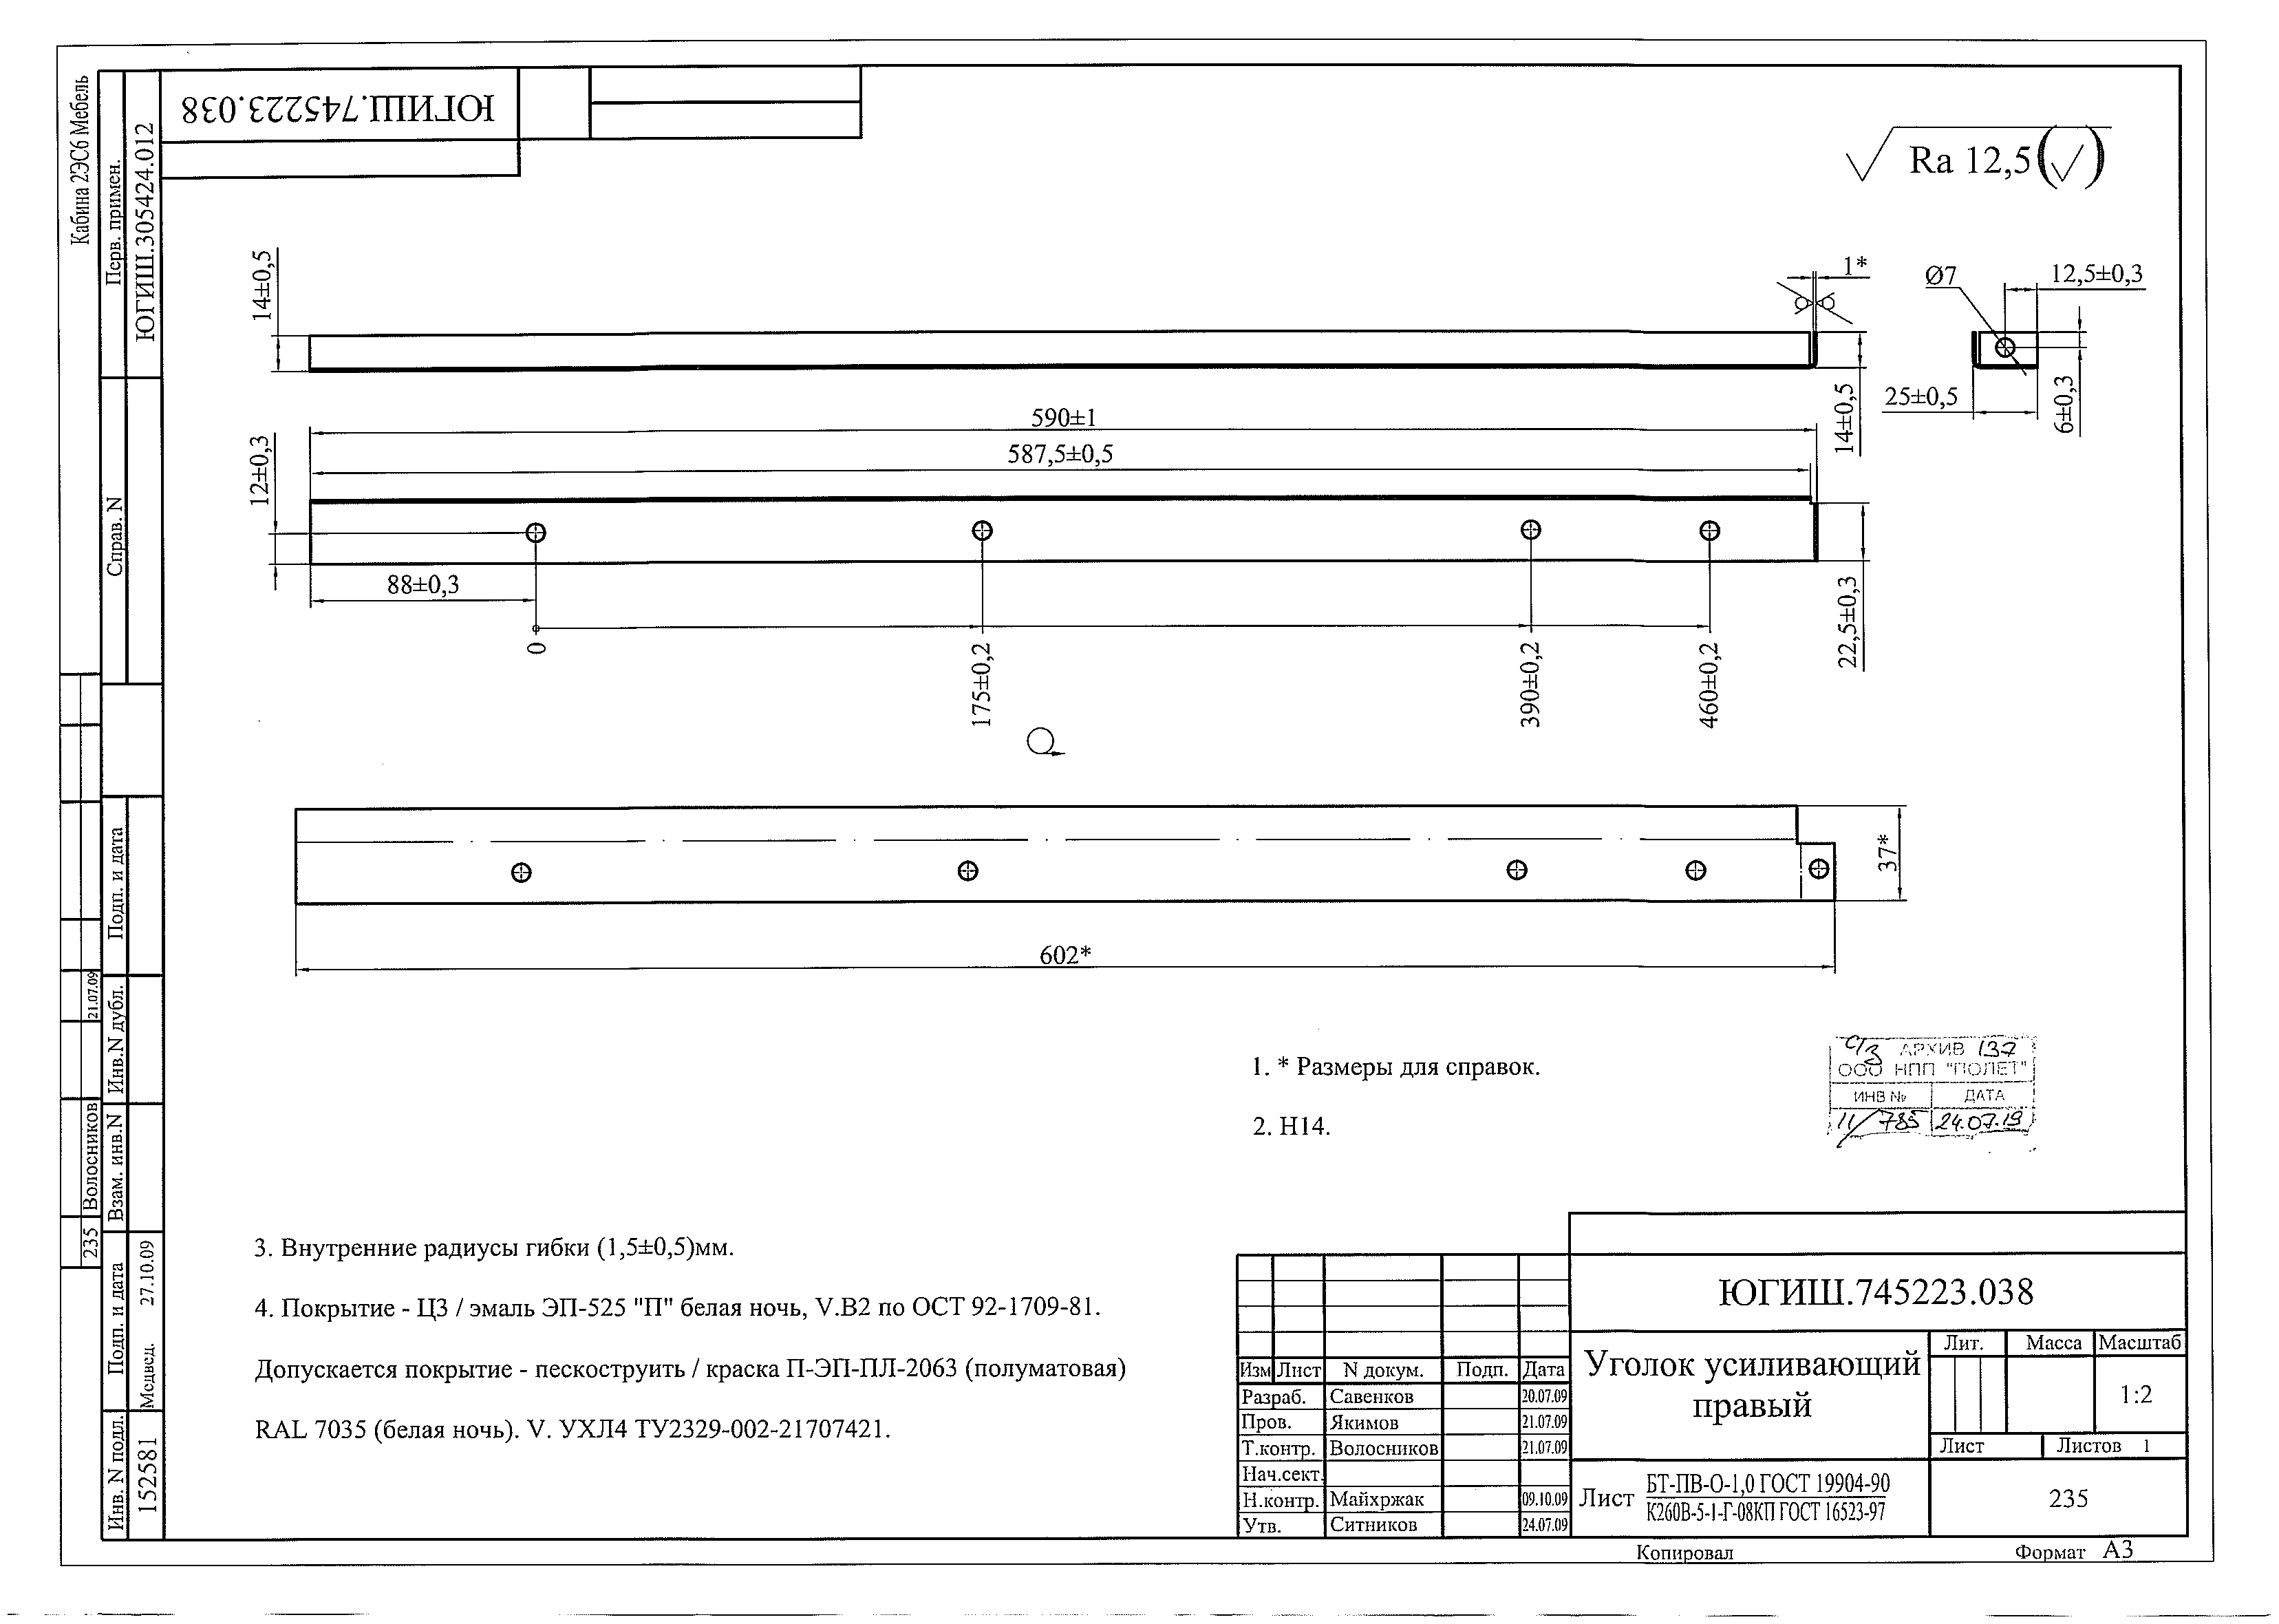 Кабина 2ЭС6 Мебель
Перв. примен.
ЮГИШ.305424.012
ЮГИШ.745223.038
Ra 12,5
Справ. N
14±0,5
1*
14±0,5
Ø7
12,5±0,3
25±0,5
6±0,3
590±1
587,5±0,5
12±0,3
88±0,3
0
175±0,2
390±0,2
460±0,2
22,5±0,3
37*
602*
Подп. и дата
Инв.N дубл.
21.07.09
Взам. инв.N
Волосников
235
Подп. и дата
Медвед. 27.10.09
Инв. N подл.
152581
1. * Размеры для справок.
2. H14.
С/З АРХИВ 137
ООО НПП "ПОЛЕТ"
ИНВ № ДАТА
11/785 24.07.19
3. Внутренние радиусы гибки (1,5±0,5)мм.
4. Покрытие - Ц3 / эмаль ЭП-525 "П" белая ночь, V.В2 по ОСТ 92-1709-81.
Допускается покрытие - пескоструить / краска П-ЭП-ПЛ-2063 (полуматовая)
RAL 7035 (белая ночь). V. УХЛ4 ТУ2329-002-21707421.
ЮГИШ.745223.038
Изм Лист N докум. Подп. Дата
Разраб. Савенков 20.07.09
Пров. Якимов 21.07.09
Т.контр. Волосников 21.07.09
Нач.сект.
Н.контр. Майхржак 09.10.09
Утв. Ситников 24.07.09
Уголок усиливающий
правый
Лит. Масса Масштаб
1:2
Лист Листов 1
Лист БТ-ПВ-О-1,0 ГОСТ 19904-90
К260В-5-1-Г-08КП ГОСТ 16523-97
235
Копировал
Формат А3